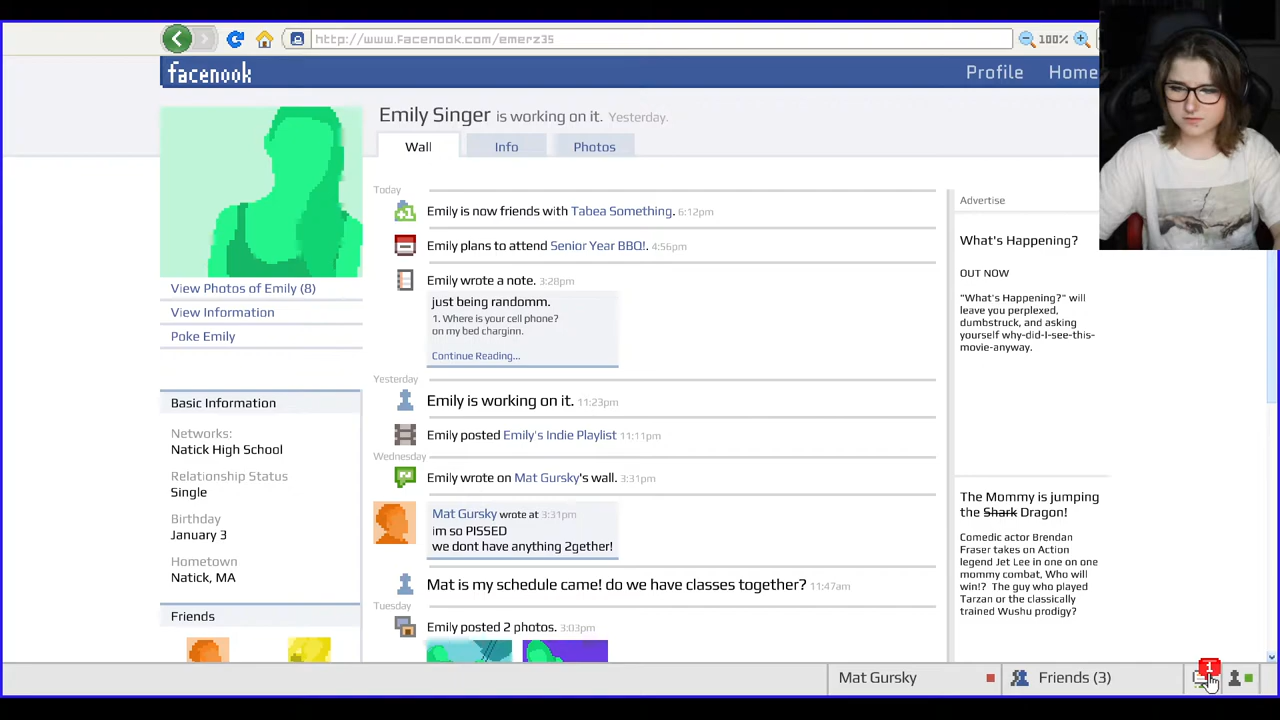 http://www.facenook.com/emerz35
100%
facenook
Profile Home
Emily Singer is working on it. Yesterday.
Wall Info Photos
View Photos of Emily (8)
View Information
Poke Emily
Basic Information
Networks:
Natick High School
Relationship Status
Single
Birthday
January 3
Hometown
Natick, MA
Friends
Today
Emily is now friends with Tabea Something. 6:12pm
Emily plans to attend Senior Year BBQ!. 4:56pm
Emily wrote a note. 3:28pm
just being randomm.
1. Where is your cell phone?
on my bed charginn.
Continue Reading...
Yesterday
Emily is working on it. 11:23pm
Emily posted Emily's Indie Playlist 11:11pm
Wednesday
Emily wrote on Mat Gursky's wall. 3:31pm
Mat Gursky wrote at 3:31pm
im so PISSED
we dont have anything 2gether!
Mat is my schedule came! do we have classes together? 11:47am
Tuesday
Emily posted 2 photos. 3:03pm
Advertise
What's Happening?
OUT NOW
"What's Happening?" will
leave you perplexed,
dumbstruck, and asking
yourself why-did-I-see-this-
movie-anyway.
The Mommy is jumping
the Shark Dragon!
Comedic actor Brendan
Fraser takes on Action
legend Jet Lee in one on one
mommy combat, Who will
win!? The guy who played
Tarzan or the classically
trained Wushu prodigy?
Mat Gursky
Friends (3)
1